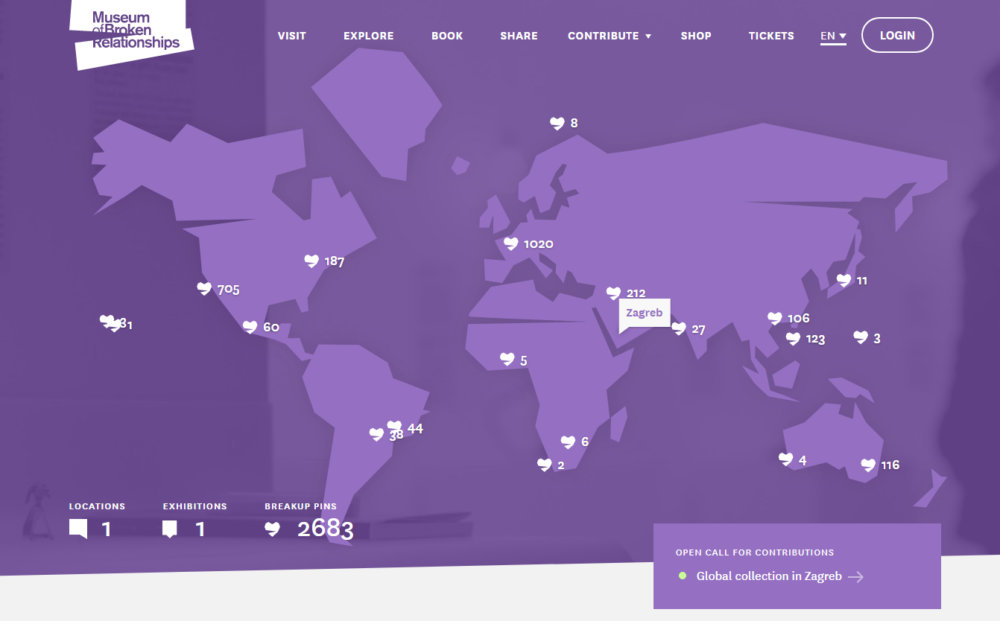 Museum
of Broken
Relationships
VISIT
EXPLORE
BOOK
SHARE
CONTRIBUTE
SHOP
TICKETS
EN
LOGIN
8
1020
187
705
212
11
Zagreb
60
31
106
27
123
3
5
44
38
6
2
4
116
LOCATIONS
1
EXHIBITIONS
1
BREAKUP PINS
2683
OPEN CALL FOR CONTRIBUTIONS
Global collection in Zagreb